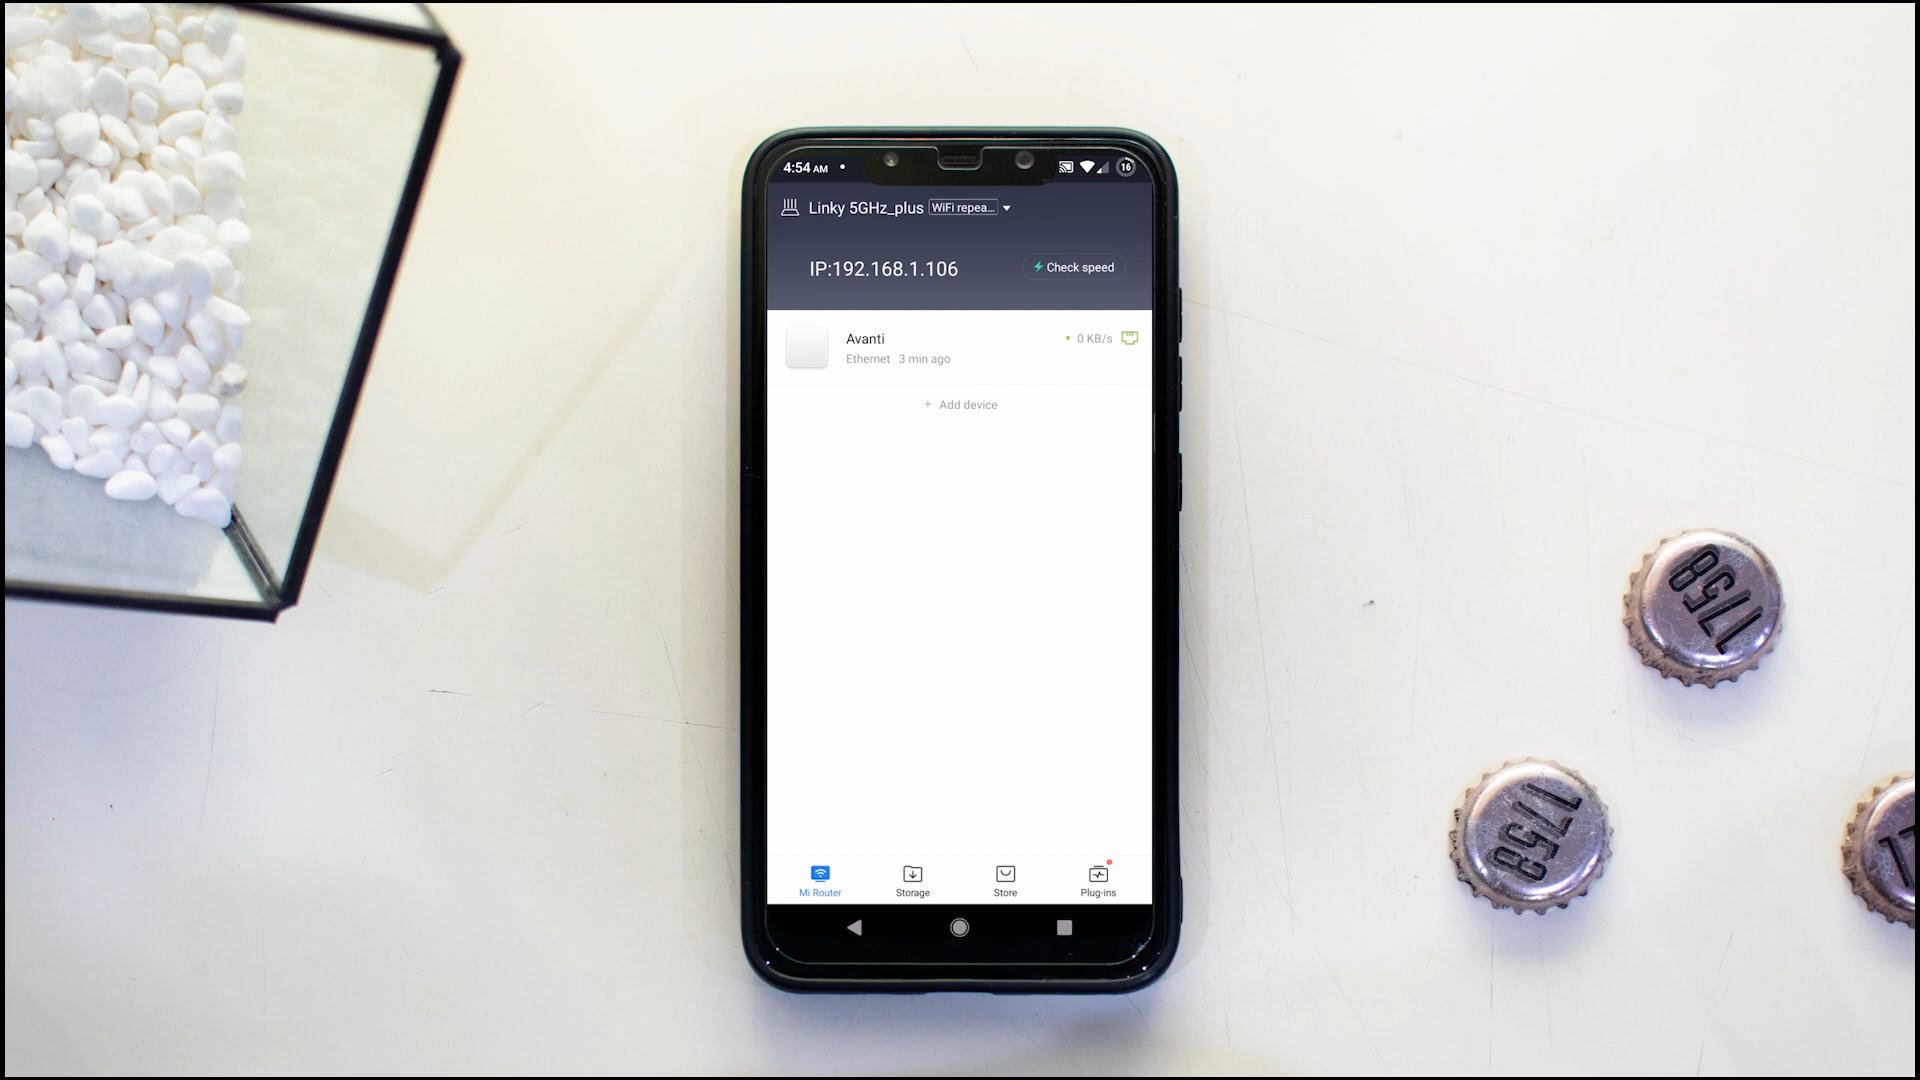 4:54 AM
16
Linky 5GHz_plus WiFi repea...
IP:192.168.1.106
Check speed
Avanti
0 KB/s
Ethernet 3 min ago
+ Add device
Mi Router
Storage
Store
Plug-ins
1758
1758